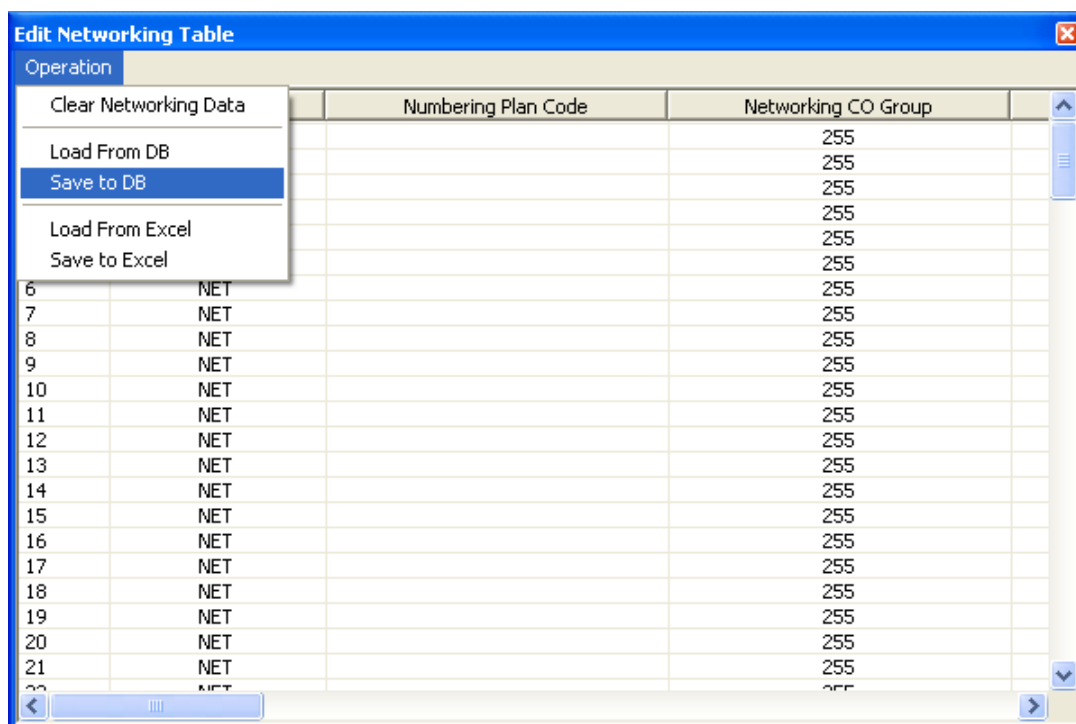 Edit Networking Table
Operation
Clear Networking Data
Load From DB
Save to DB
Load From Excel
Save to Excel
Numbering Plan Code Networking CO Group
255
255
255
255
255
255
6 NET 255
7 NET 255
8 NET 255
9 NET 255
10 NET 255
11 NET 255
12 NET 255
13 NET 255
14 NET 255
15 NET 255
16 NET 255
17 NET 255
18 NET 255
19 NET 255
20 NET 255
21 NET 255